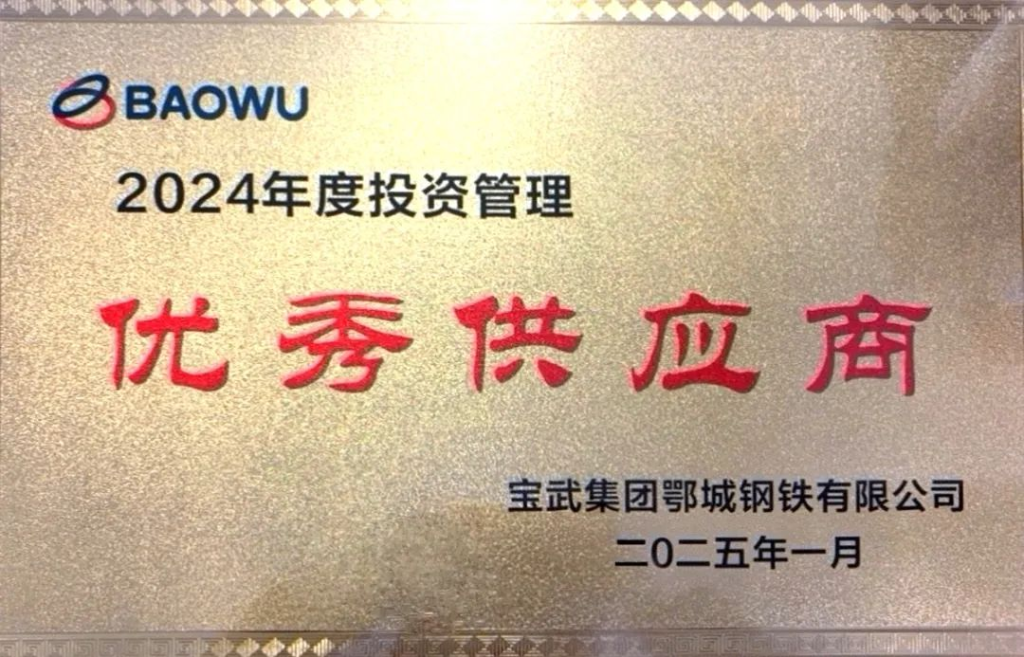 BAOWU
2024年度投资管理
优秀供应商
宝武集团鄂城钢铁有限公司
二0二五年一月